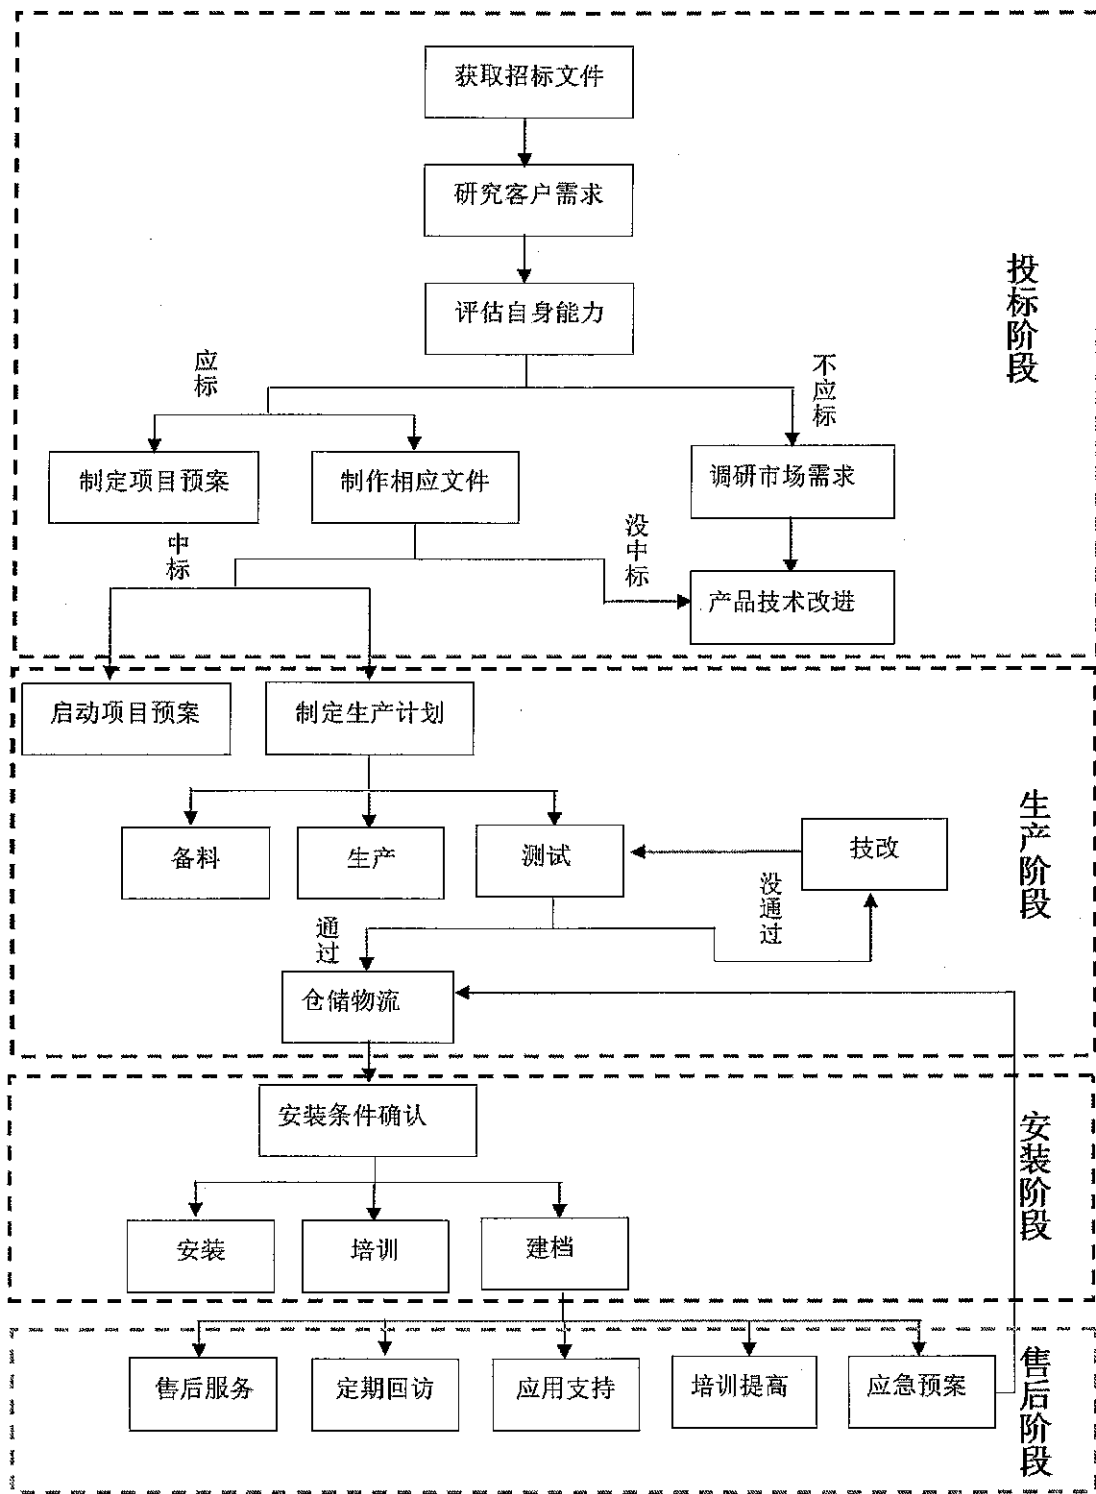 获取招标文件
研究客户需求
评估自身能力
投标阶段
应标
不应标
制定项目预案
制作相应文件
调研市场需求
中标
没中标
产品技术改进
启动项目预案
制定生产计划
生产阶段
备料
生产
测试
技改
通过
没通过
仓储物流
安装条件确认
安装阶段
安装
培训
建档
售后服务
定期回访
应用支持
培训提高
应急预案
售后阶段